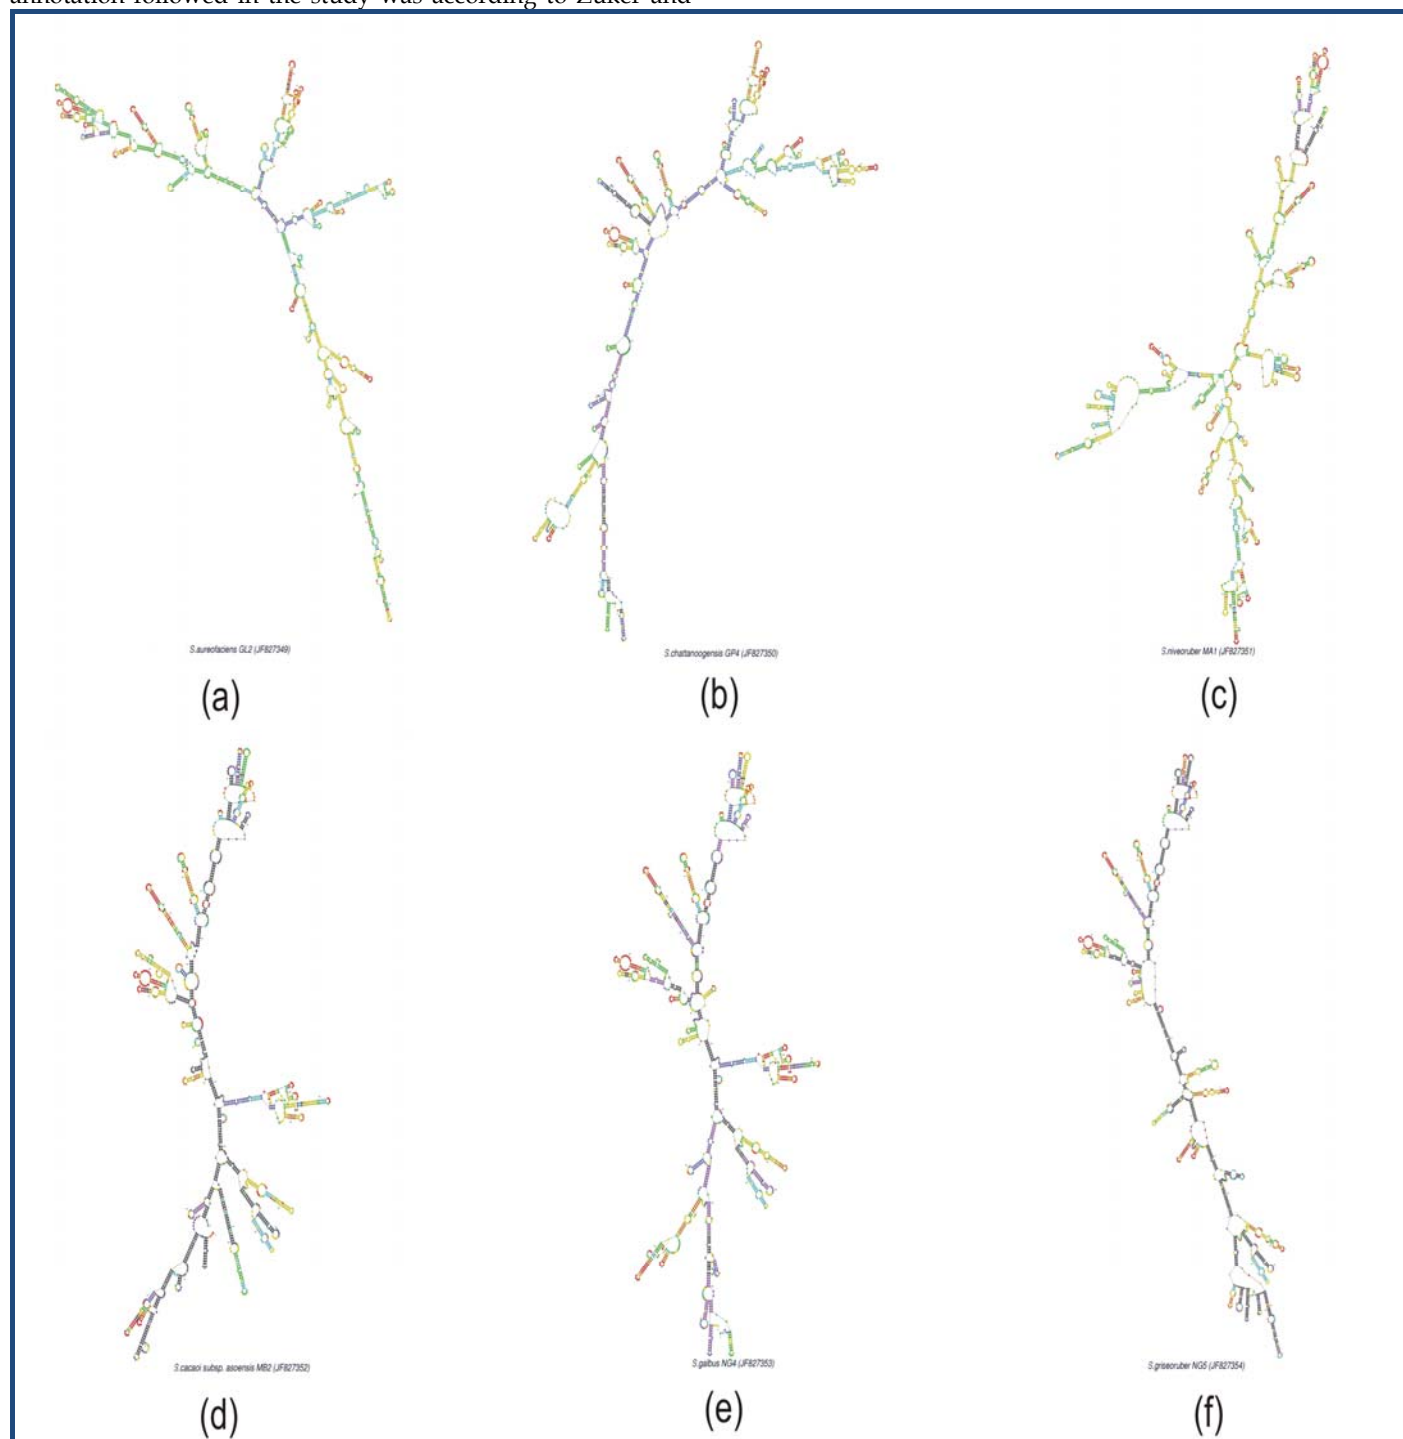 annotation followed in the study was according to Zuker and
S.aureofaciens GL2 (JF827349)
S.chattanoogensis GP4 (JF827350)
S.niveoruber MA1 (JF827351)
(a)
(b)
(c)
S.cacaoi subsp. asoensis MB2 (JF827352)
S.galbus NG4 (JF827353)
S.griseoruber NG5 (JF827354)
(d)
(e)
(f)